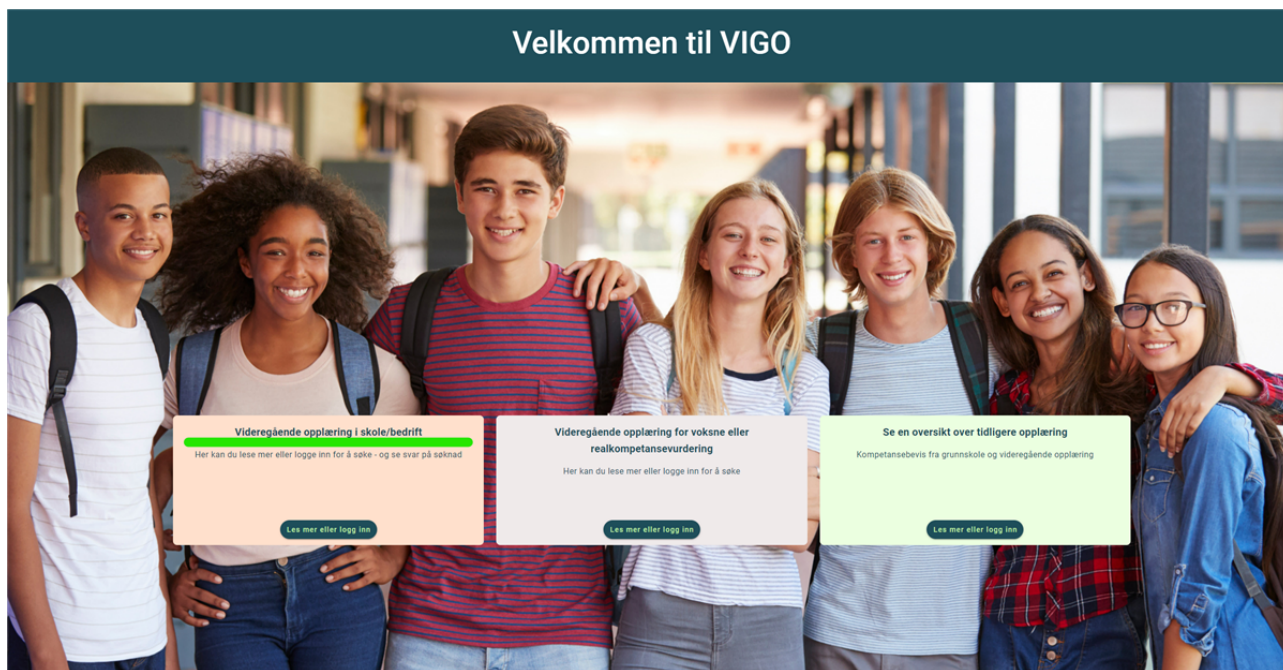 Velkommen til VIGO
Videregående opplæring i skole/bedrift
Her kan du lese mer eller logge inn for å søke - og se svar på søknad
Les mer eller logg inn
Videregående opplæring for voksne eller
realkompetansevurdering
Her kan du lese mer eller logge inn for å søke
Les mer eller logg inn
Se en oversikt over tidligere opplæring
Kompetansebevis fra grunnskole og videregående opplæring
Les mer eller logg inn